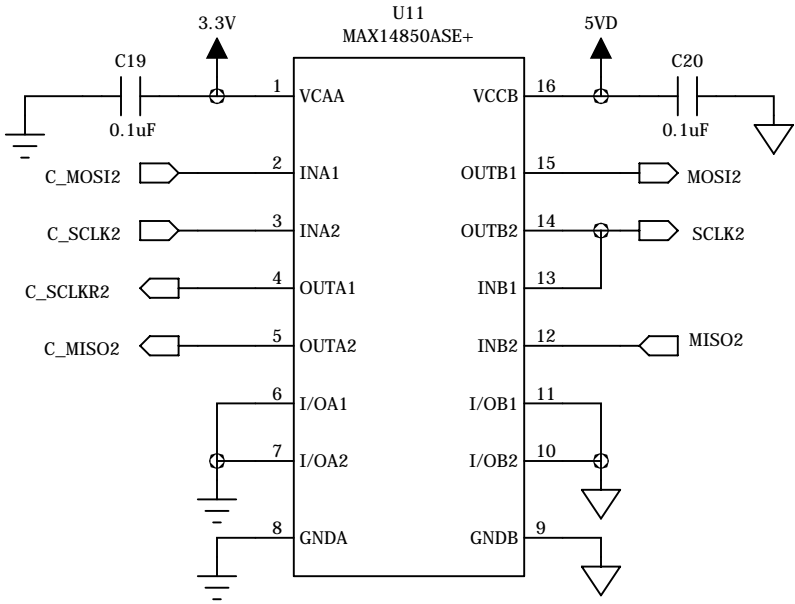 U11
MAX14850ASE+
3.3V
5VD
C19
C20
0.1uF
0.1uF
1 VCAA
VCCB 16
C_MOSI2 2 INA1
OUTB1 15 MOSI2
C_SCLK2 3 INA2
OUTB2 14 SCLK2
C_SCLKR2 4 OUTA1
INB1 13
C_MISO2 5 OUTA2
INB2 12 MISO2
6 I/OA1
I/OB1 11
7 I/OA2
I/OB2 10
8 GNDA
GNDB 9